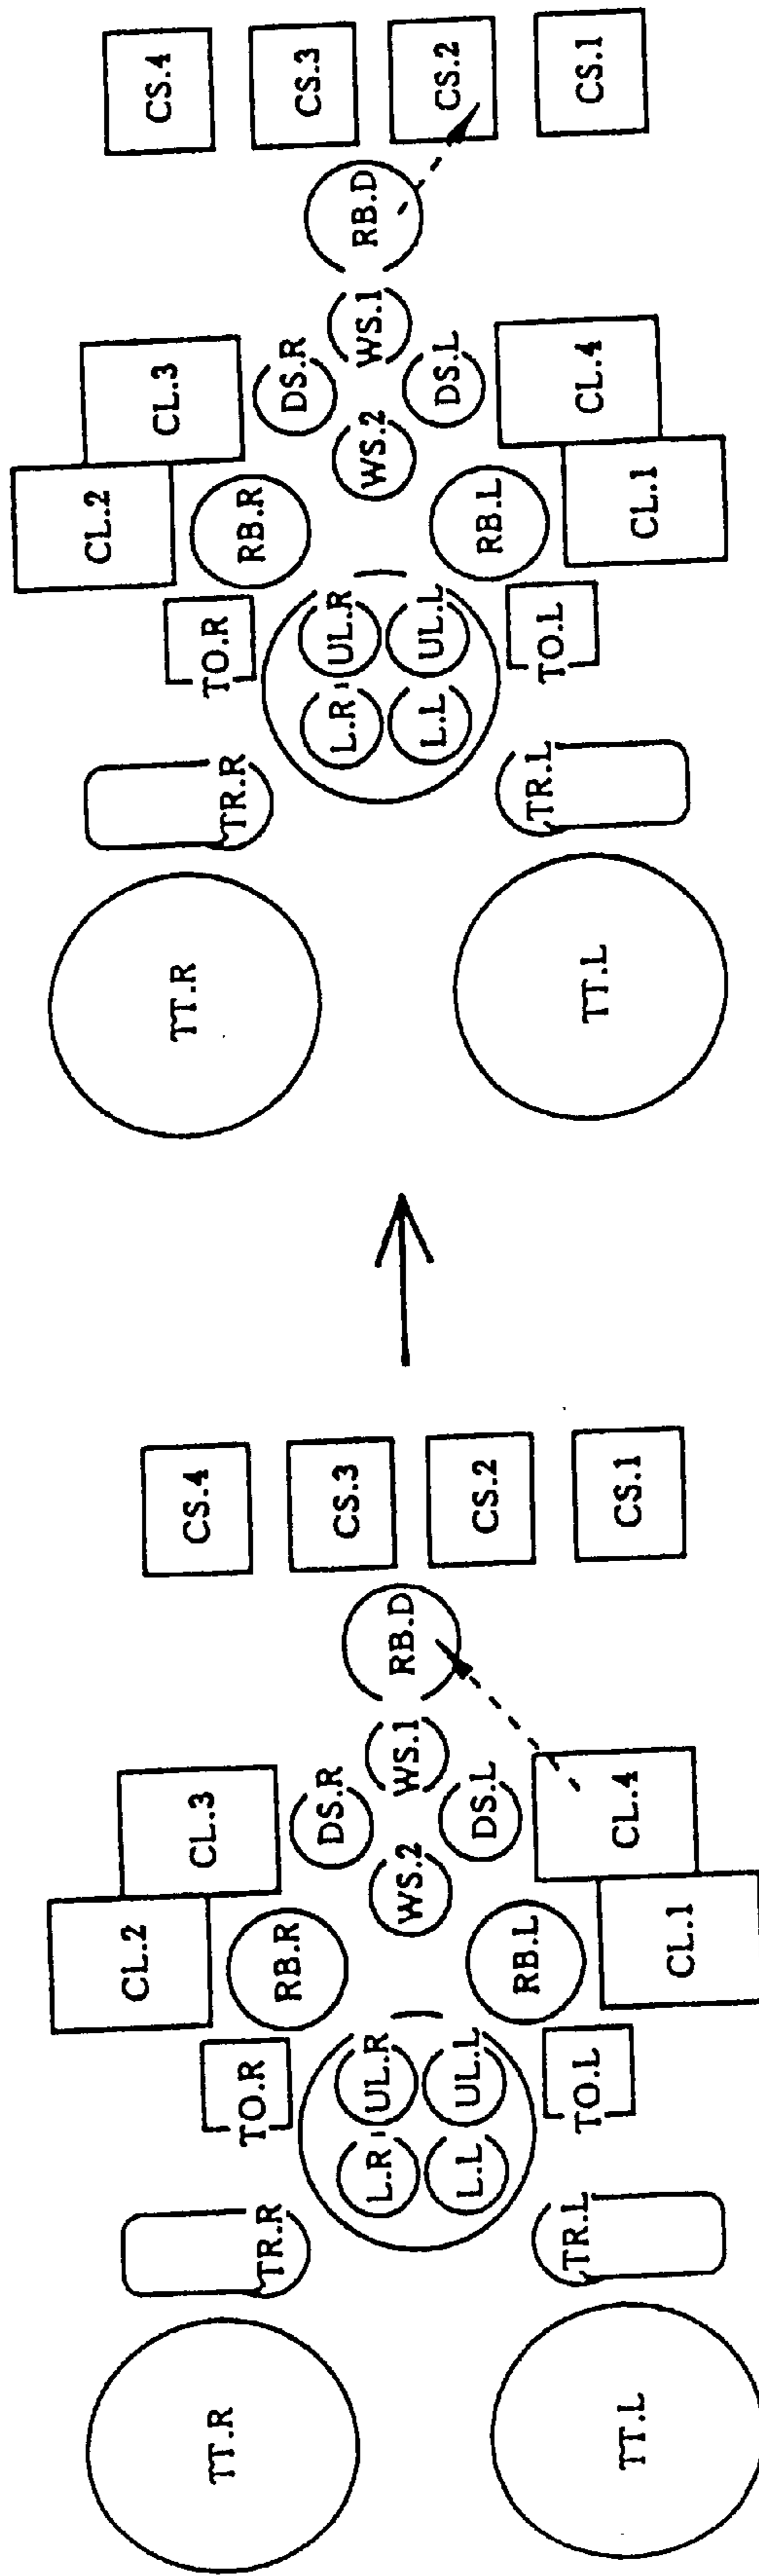 TT.R
TR.R
TO.R
CL.2
CL.3
CS.4
L.R
UL.R
RB.R
DS.R
CS.3
WS.2
WS.1
RB.D
L.L
UL.L
RB.L
DS.L
CS.2
TT.L
TR.L
TO.L
CL.1
CL.4
CS.1
TT.R
TR.R
TO.R
CL.2
CL.3
CS.4
L.R
UL.R
RB.R
DS.R
CS.3
WS.2
WS.1
RB.D
L.L
UL.L
RB.L
DS.L
CS.2
TT.L
TR.L
TO.L
CL.1
CL.4
CS.1